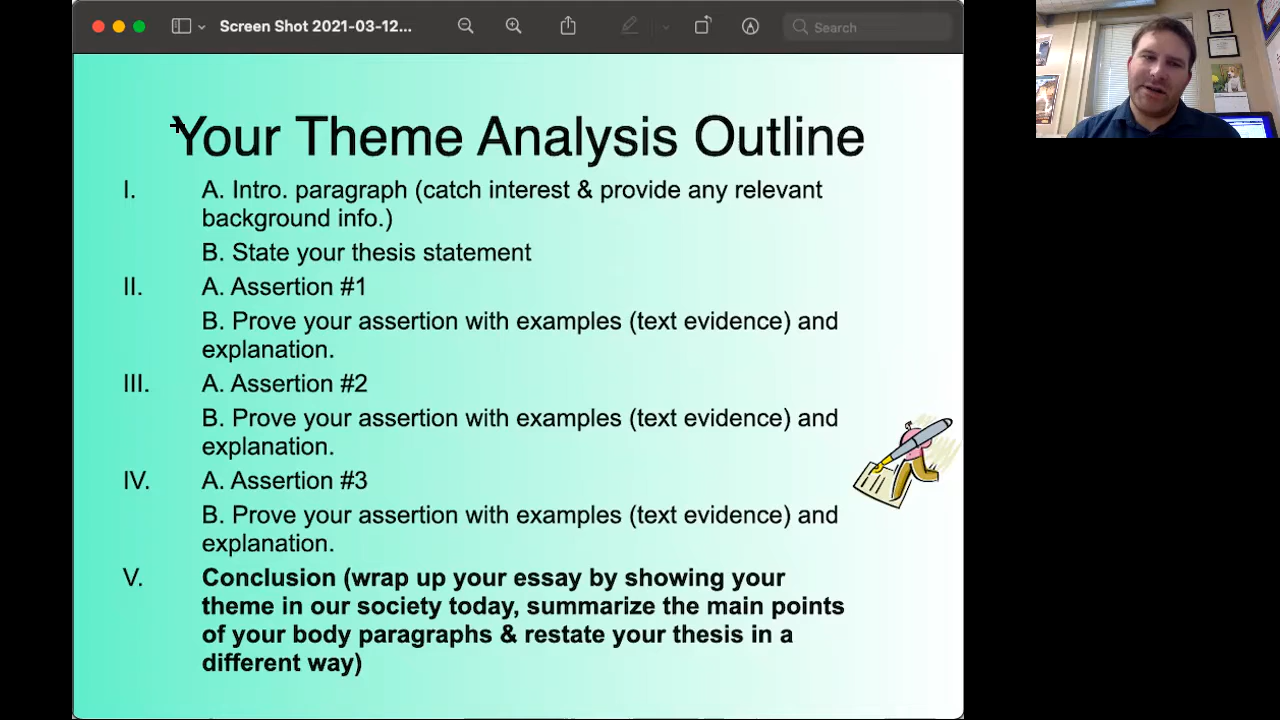 Screen Shot 2021-03-12...
Search
Your Theme Analysis Outline
I. A. Intro. paragraph (catch interest & provide any relevant
background info.)
B. State your thesis statement
II. A. Assertion #1
B. Prove your assertion with examples (text evidence) and
explanation.
III. A. Assertion #2
B. Prove your assertion with examples (text evidence) and
explanation.
IV. A. Assertion #3
B. Prove your assertion with examples (text evidence) and
explanation.
V. Conclusion (wrap up your essay by showing your
theme in our society today, summarize the main points
of your body paragraphs & restate your thesis in a
different way)